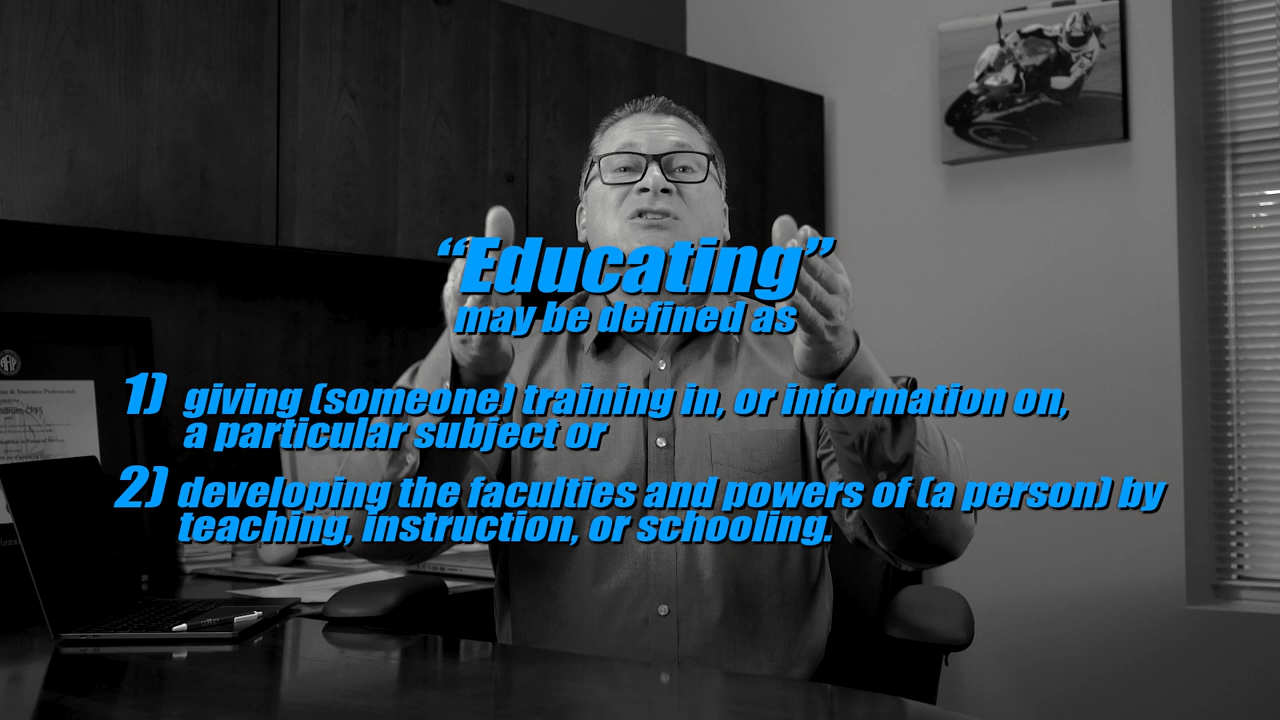 “Educating”
may be defined as
1) giving (someone) training in, or information on,
a particular subject or
2) developing the faculties and powers of (a person) by
teaching, instruction, or schooling.